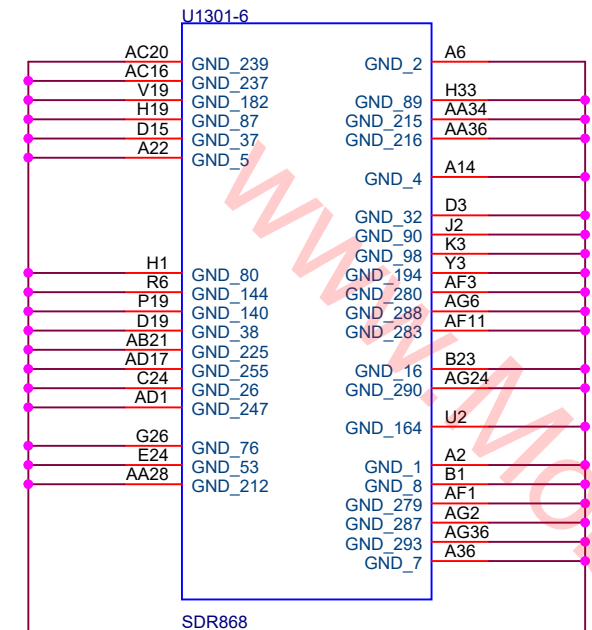 U1301-6
AC20 GND_239 GND_2 A6
AC16 GND_237
V19 GND_182 GND_89 H33
H19 GND_87 GND_215 AA34
D15 GND_37 GND_216 AA36
A22 GND_5
GND_4 A14
GND_32 D3
GND_90 J2
GND_98 K3
H1 GND_80 GND_194 Y3
R6 GND_144 GND_280 AF3
P19 GND_140 GND_288 AG6
D19 GND_38 GND_283 AF11
AB21 GND_225
AD17 GND_255 GND_16 B23
C24 GND_26 GND_290 AG24
AD1 GND_247
GND_164 U2
G26 GND_76
E24 GND_53 GND_1 A2
AA28 GND_212 GND_8 B1
GND_279 AF1
GND_287 AG2
GND_293 AG36
GND_7 A36
SDR868
www.Mo